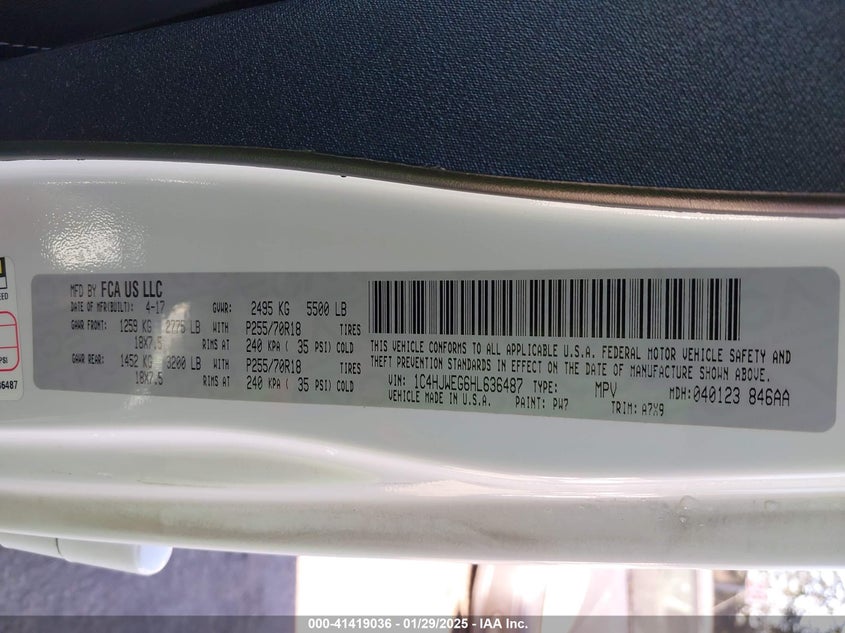 MFD BY FCA US LLC
DATE OF MFR(BUILT): 4-17 GVWR: 2495 KG 5500 LB
GAWR FRONT: 1259 KG 2775 LB WITH P255/70R18 TIRES
18X7.5 RIMS AT 240 KPA ( 35 PSI) COLD
GAWR REAR: 1452 KG 3200 LB WITH P255/70R18 TIRES
18X7.5 RIMS AT 240 KPA ( 35 PSI) COLD
THIS VEHICLE CONFORMS TO ALL APPLICABLE U.S.A. FEDERAL MOTOR VEHICLE SAFETY AND
THEFT PREVENTION STANDARDS IN EFFECT ON THE DATE OF MANUFACTURE SHOWN ABOVE.
VIN: 1C4HJWEG6HL636487 TYPE: MPV MDH:040123 846AA
VEHICLE MADE IN U.S.A. PAINT: PW7 TRIM: A7X9
PSI
36487
000-41419036 - 01/29/2025 - IAA Inc.